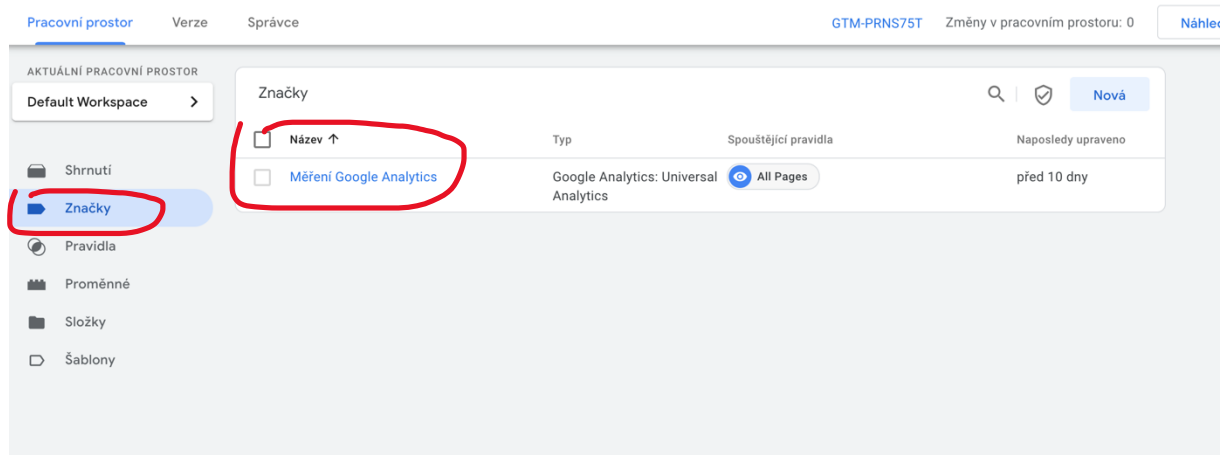 Pracovní prostor Verze Správce GTM-PRNS75T Změny v pracovním prostoru: 0 Náhled
AKTUÁLNÍ PRACOVNÍ PROSTOR
Default Workspace
Shrnutí
Značky
Pravidla
Proměnné
Složky
Šablony
Značky Nová
Název Typ Spouštějící pravidla Naposledy upraveno
Měření Google Analytics Google Analytics: Universal All Pages před 10 dny
Analytics